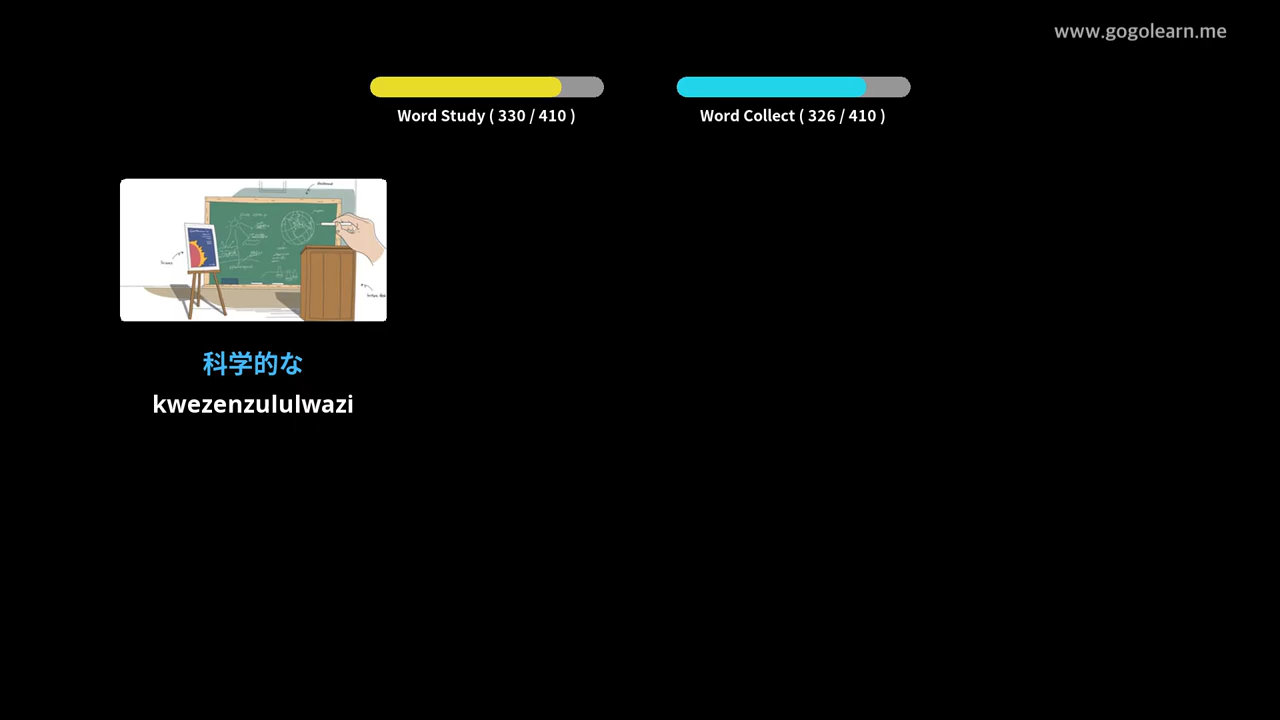 www.gogolearn.me
Word Study ( 330 / 410 )
Word Collect ( 326 / 410 )
科学的な
kwezenzululwazi